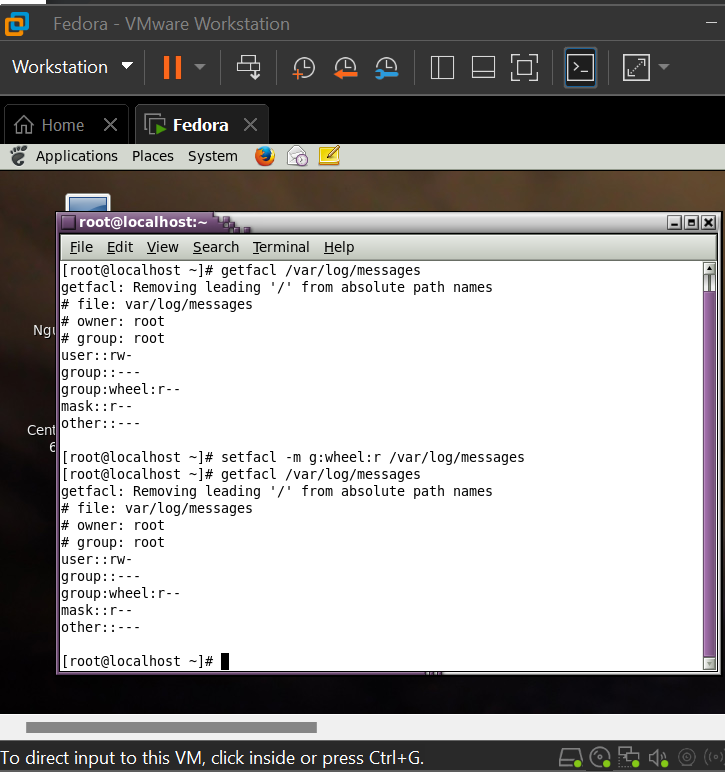 Fedora - VMware Workstation
Workstation
Home
Fedora
Applications Places System
root@localhost:~
File Edit View Search Terminal Help
[root@localhost ~]# getfacl /var/log/messages
getfacl: Removing leading '/' from absolute path names
# file: var/log/messages
# owner: root
# group: root
user::rw-
group::---
group:wheel:r--
mask::r--
other::---
[root@localhost ~]# setfacl -m g:wheel:r /var/log/messages
[root@localhost ~]# getfacl /var/log/messages
getfacl: Removing leading '/' from absolute path names
# file: var/log/messages
# owner: root
# group: root
user::rw-
group::---
group:wheel:r--
mask::r--
other::---
[root@localhost ~]#
Cent
6
To direct input to this VM, click inside or press Ctrl+G.